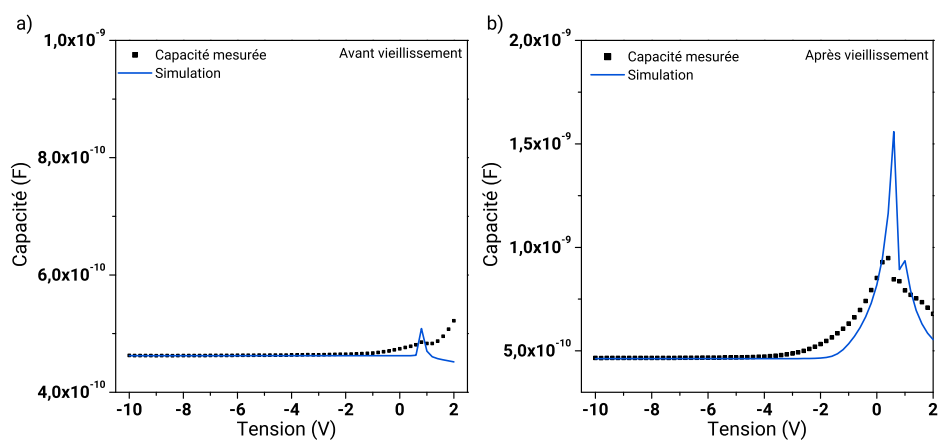 a)
1,0x10⁻⁹
8,0x10⁻¹⁰
6,0x10⁻¹⁰
4,0x10⁻¹⁰
Capacité (F)
Capacité mesurée
Simulation
Avant vieillissement
-10 -8 -6 -4 -2 0 2
Tension (V)
b)
2,0x10⁻⁹
1,5x10⁻⁹
1,0x10⁻⁹
5,0x10⁻¹⁰
Capacité (F)
Capacité mesurée
Simulation
Après vieillissement
-10 -8 -6 -4 -2 0 2
Tension (V)